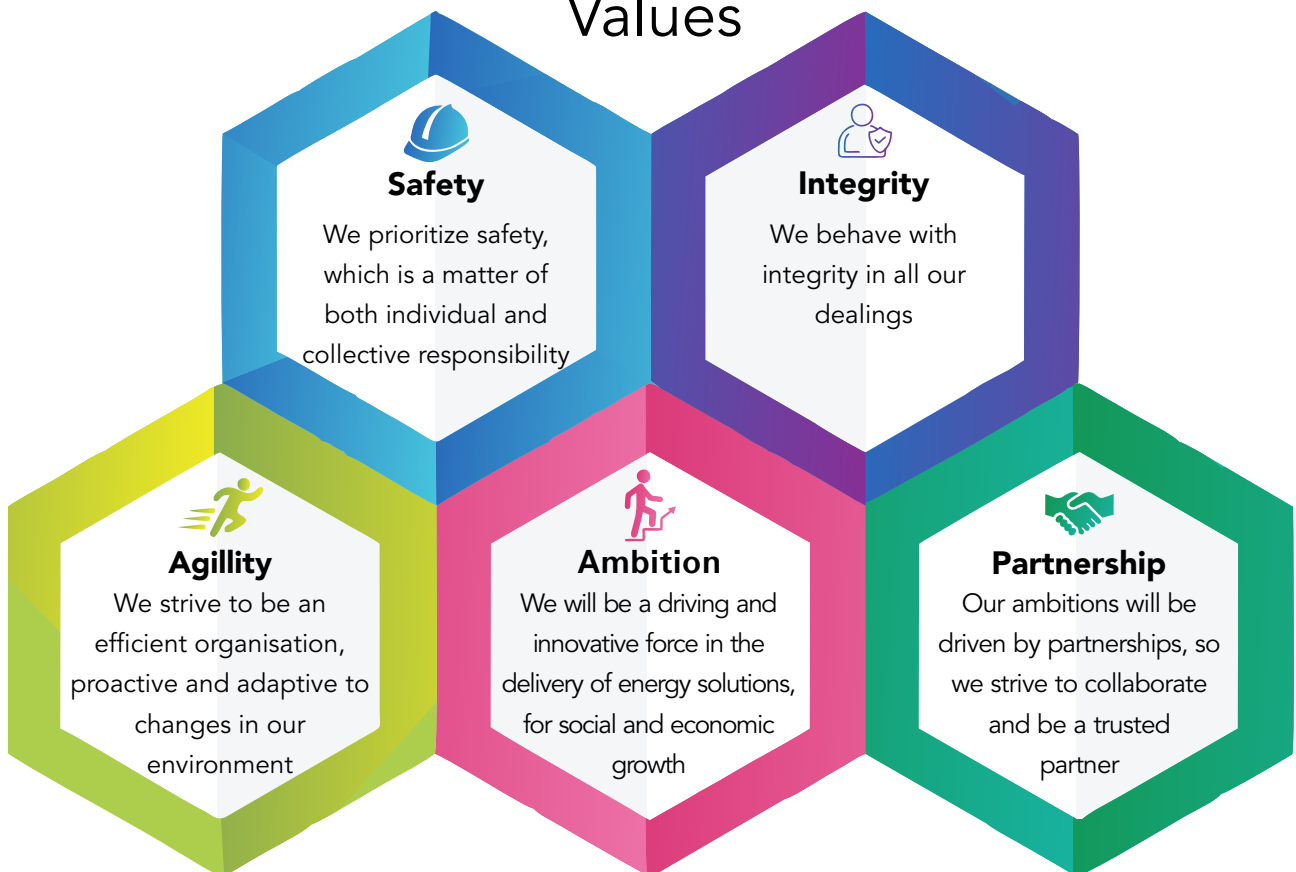 Values
Safety
We prioritize safety,
which is a matter of
both individual and
collective responsibility
Integrity
We behave with
integrity in all our
dealings
Agillity
We strive to be an
efficient organisation,
proactive and adaptive to
changes in our
environment
Ambition
We will be a driving and
innovative force in the
delivery of energy solutions,
for social and economic
growth
Partnership
Our ambitions will be
driven by partnerships, so
we strive to collaborate
and be a trusted
partner